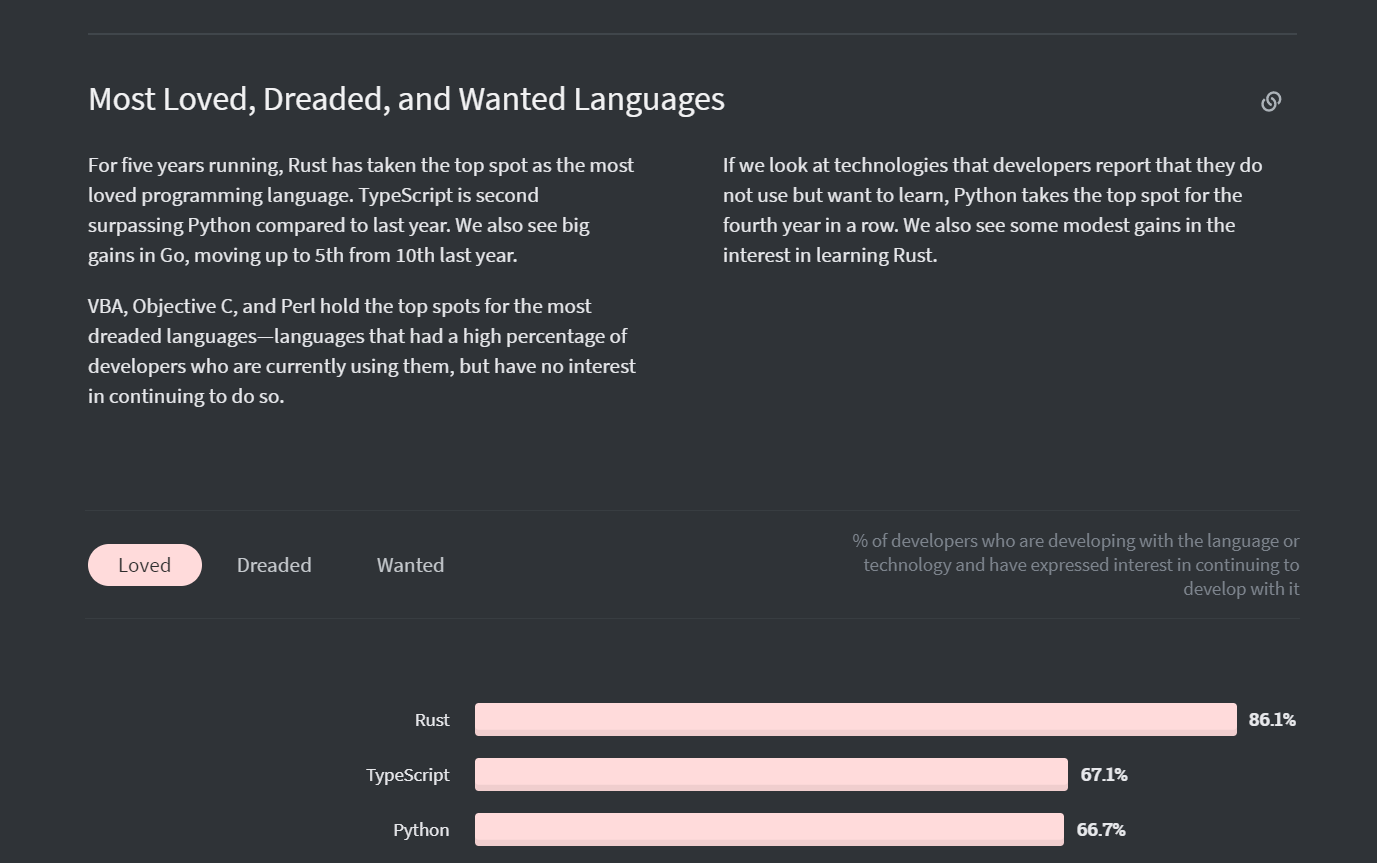 Most Loved, Dreaded, and Wanted Languages
For five years running, Rust has taken the top spot as the most
loved programming language. TypeScript is second
surpassing Python compared to last year. We also see big
gains in Go, moving up to 5th from 10th last year.
VBA, Objective C, and Perl hold the top spots for the most
dreaded languages—languages that had a high percentage of
developers who are currently using them, but have no interest
in continuing to do so.
If we look at technologies that developers report that they do
not use but want to learn, Python takes the top spot for the
fourth year in a row. We also see some modest gains in the
interest in learning Rust.
Loved Dreaded Wanted
% of developers who are developing with the language or
technology and have expressed interest in continuing to
develop with it
Rust 86.1%
TypeScript 67.1%
Python 66.7%